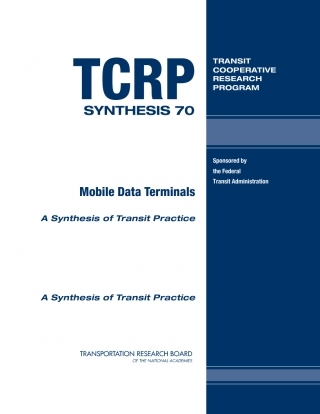 TCRP
SYNTHESIS 70
TRANSIT
COOPERATIVE
RESEARCH
PROGRAM
Sponsored by
the Federal
Transit Administration
Mobile Data Terminals
A Synthesis of Transit Practice
A Synthesis of Transit Practice
TRANSPORTATION RESEARCH BOARD
OF THE NATIONAL ACADEMIES